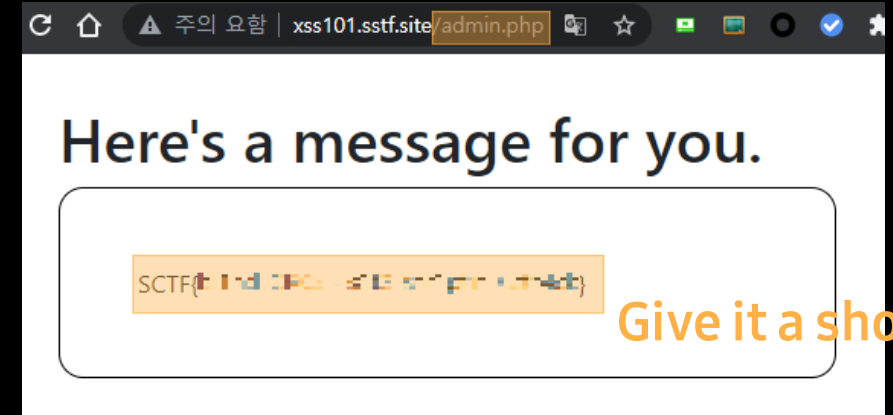 주의 요함 | xss101.sstf.site/admin.php
Here's a message for you.
SCTF{ }
Give it a sho